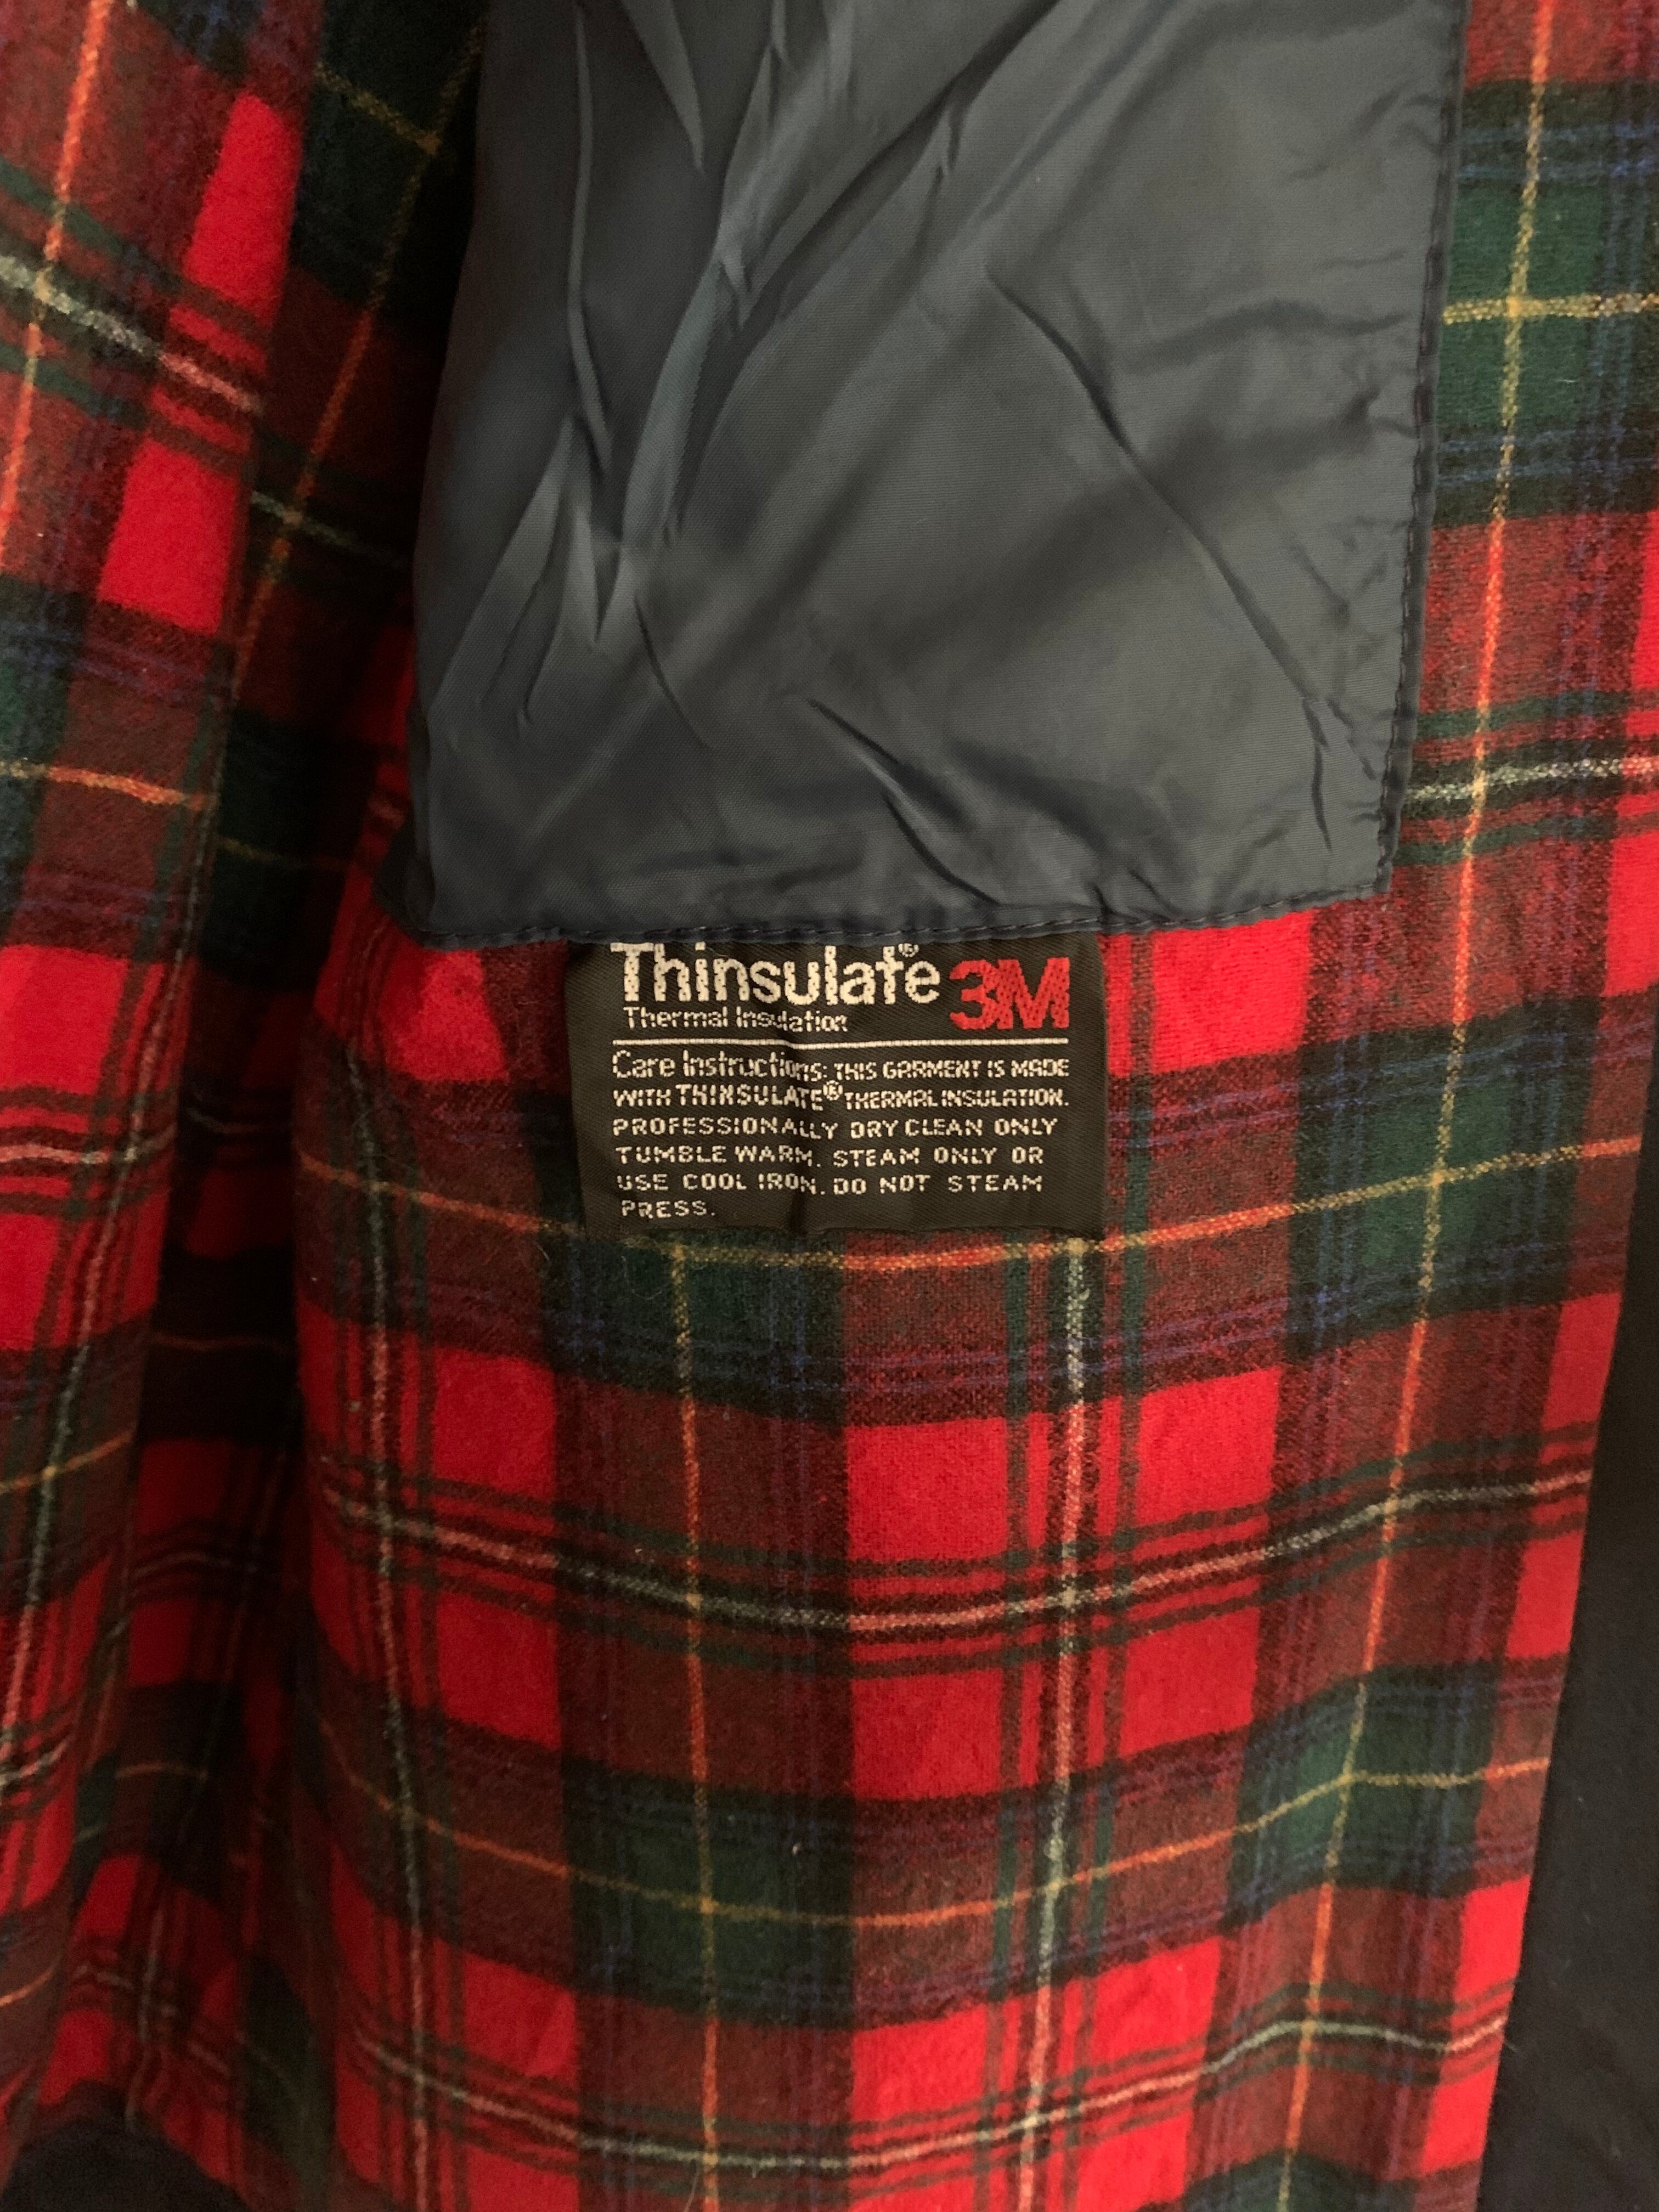 Thinsulate® 3M
Thermal Insulation
Care Instructions: THIS GARMENT IS MADE
WITH THINSULATE® THERMAL INSULATION.
PROFESSIONALLY DRY CLEAN ONLY
TUMBLE WARM. STEAM ONLY OR
USE COOL IRON. DO NOT STEAM
PRESS.